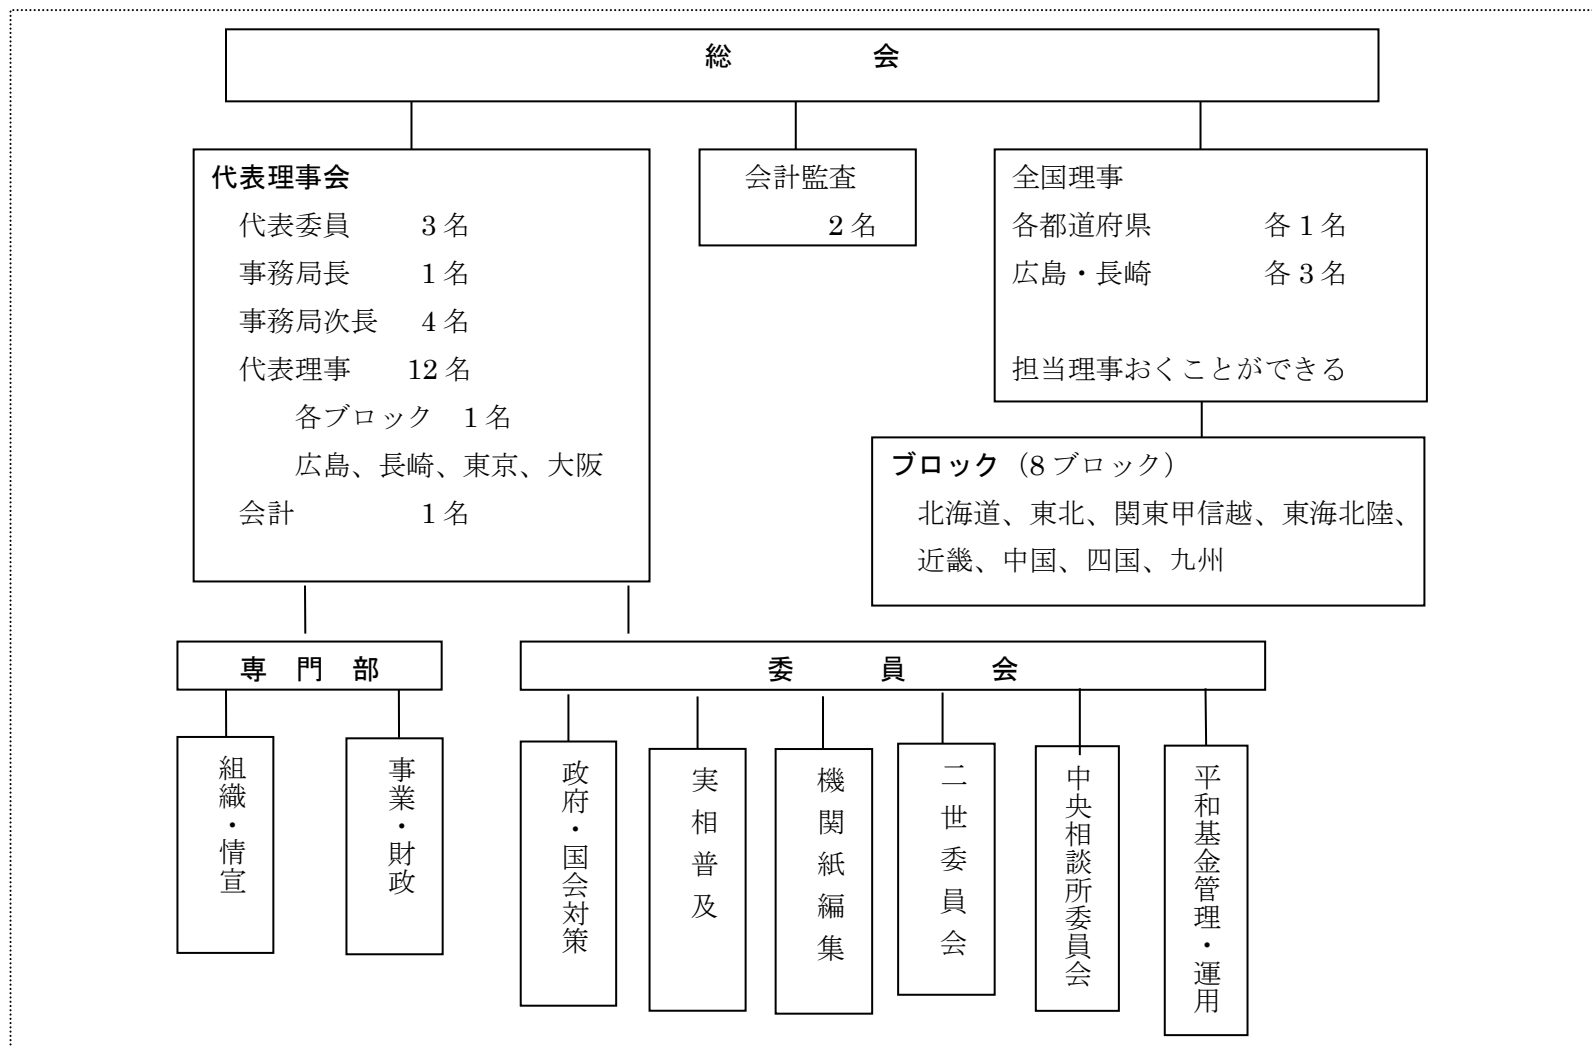 総　会
代表理事会
代表委員　3名
事務局長　1名
事務局次長　4名
代表理事　12名
各ブロック　1名
広島、長崎、東京、大阪
会計　1名
会計監査
2名
全国理事
各都道府県　各1名
広島・長崎　各3名
担当理事おくことができる
ブロック（8ブロック）
北海道、東北、関東甲信越、東海北陸、
近畿、中国、四国、九州
専　門　部
組織・情宣
事業・財政
委　員　会
政府・国会対策
実相普及
機関紙編集
二世委員会
中央相談所委員会
平和基金管理・運用